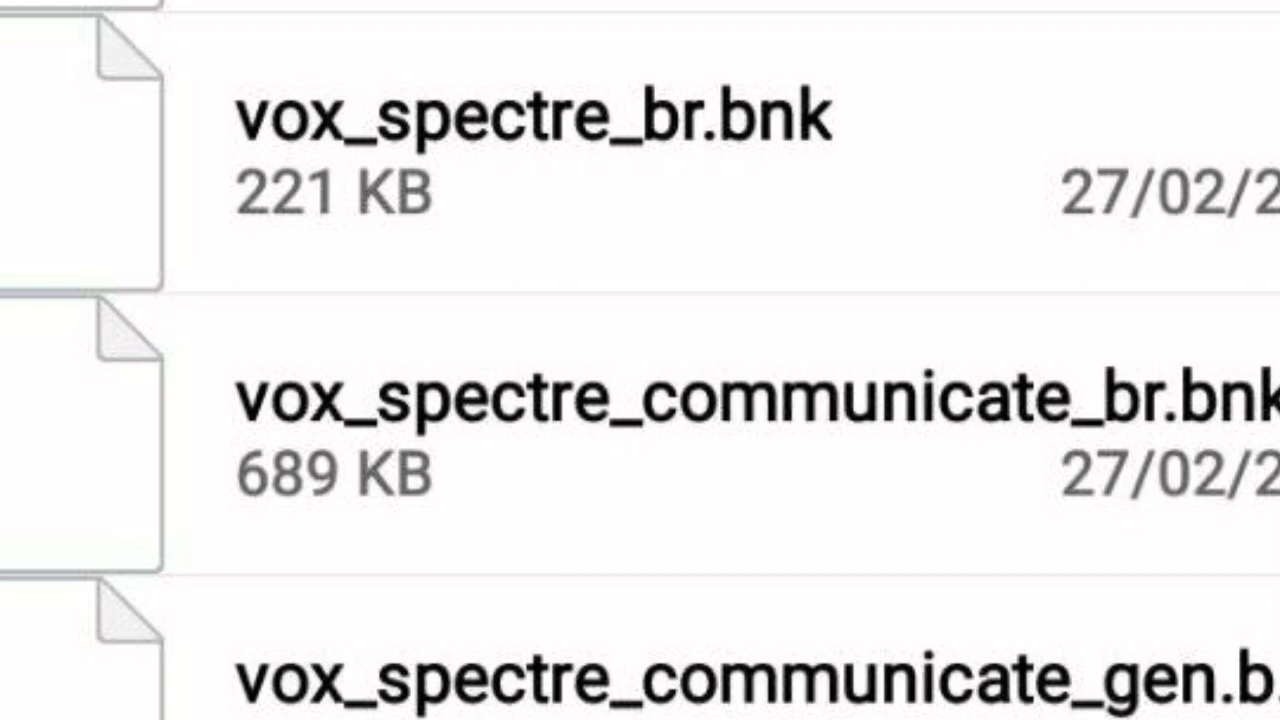 vox_spectre_br.bnk
221 KB 27/02/2
vox_spectre_communicate_br.bnk
689 KB 27/02/2
vox_spectre_communicate_gen.b